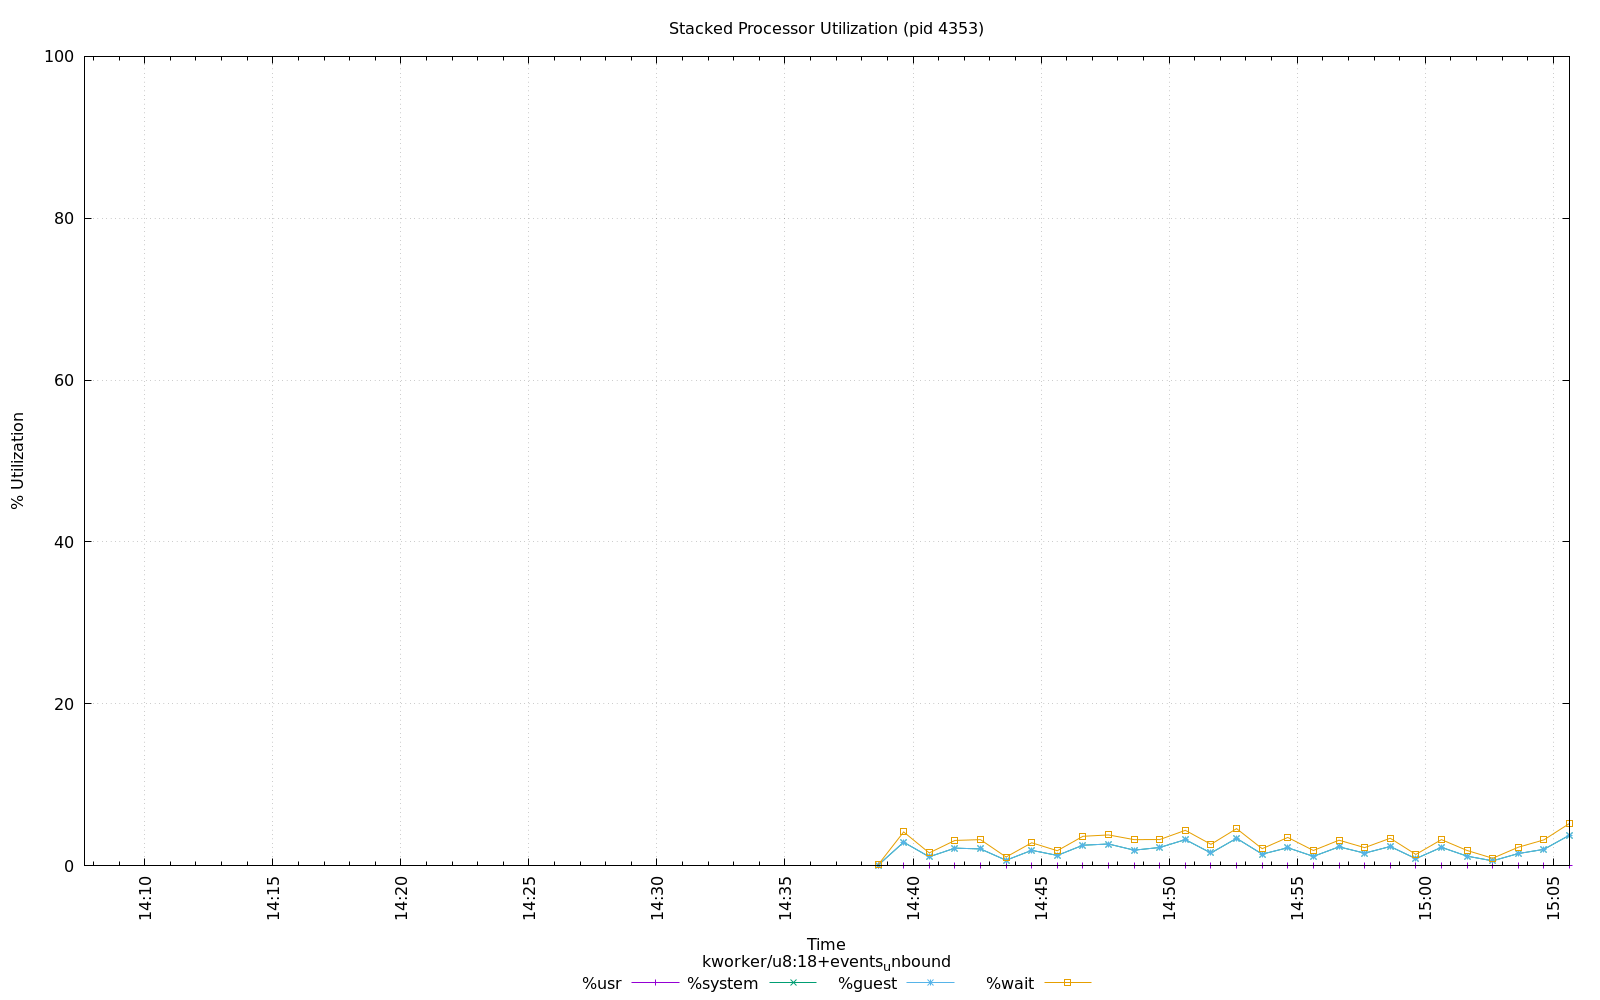 Stacked Processor Utilization (pid 4353)
100
80
60
40
20
0
% Utilization
14:10 14:15 14:20 14:25 14:30 14:35 14:40 14:45 14:50 14:55 15:00 15:05
Time
kworker/u8:18+events_unbound
%usr %system %guest %wait